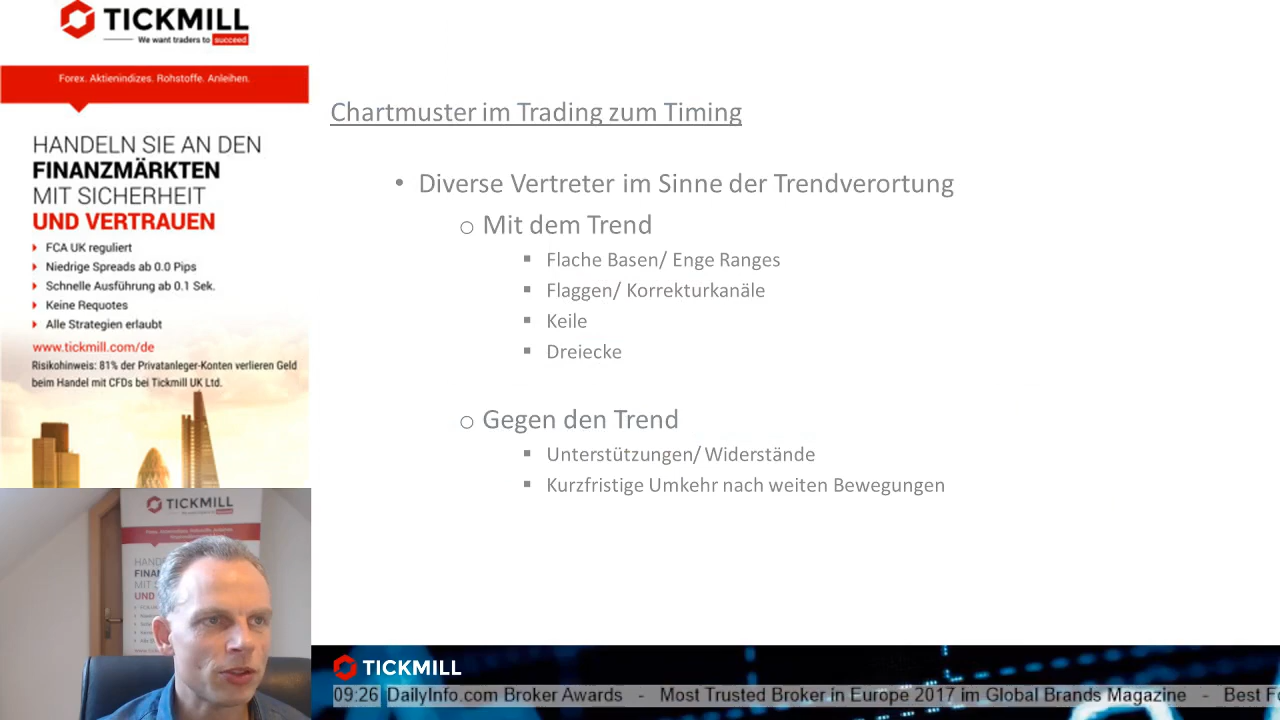 TICKMILL
We want traders to succeed
Forex. Aktienindizes. Rohstoffe. Anleihen.
HANDELN SIE AN DEN
FINANZMÄRKTEN
MIT SICHERHEIT
UND VERTRAUEN
FCA UK reguliert
Niedrige Spreads ab 0.0 Pips
Schnelle Ausführung ab 0.1 Sek.
Keine Requotes
Alle Strategien erlaubt
www.tickmill.com/de
Risikohinweis: 81% der Privatanleger-Konten verlieren Geld
beim Handel mit CFDs bei Tickmill UK Ltd.
Chartmuster im Trading zum Timing
• Diverse Vertreter im Sinne der Trendverortung
o Mit dem Trend
▪ Flache Basen/ Enge Ranges
▪ Flaggen/ Korrekturkanäle
▪ Keile
▪ Dreiecke
o Gegen den Trend
▪ Unterstützungen/ Widerstände
▪ Kurzfristige Umkehr nach weiten Bewegungen
TICKMILL
HAND
FINA
MIT
UND
TICKMILL
09:26 DailyInfo.com Broker Awards - Most Trusted Broker in Europe 2017 im Global Brands Magazine - Best